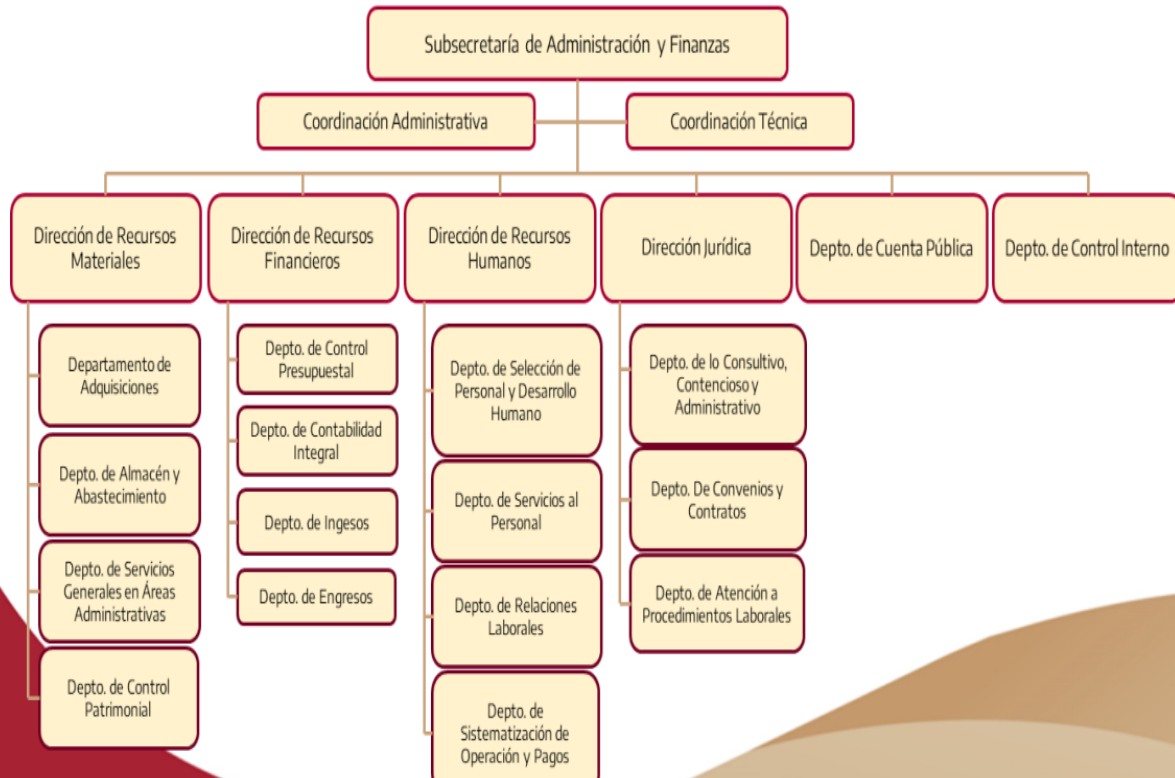 Subsecretaría de Administración y Finanzas
Coordinación Administrativa
Coordinación Técnica
Dirección de Recursos
Materiales
Dirección de Recursos
Financieros
Dirección de Recursos
Humanos
Dirección Jurídica
Depto. de Cuenta Pública
Depto. de Control Interno
Departamento de
Adquisiciones
Depto. de Almacén y
Abastecimiento
Depto. de Servicios
Generales en Áreas
Administrativas
Depto. de Control
Patrimonial
Depto. de Control
Presupuestal
Depto. de Contabilidad
Integral
Depto. de Ingesos
Depto. de Engresos
Depto. de Selección de
Personal y Desarrollo
Humano
Depto. de Servicios al
Personal
Depto. de Relaciones
Laborales
Depto. de
Sistematización de
Operación y Pagos
Depto. de lo Consultivo,
Contencioso y
Administrativo
Depto. De Convenios y
Contratos
Depto. de Atención a
Procedimientos Laborales